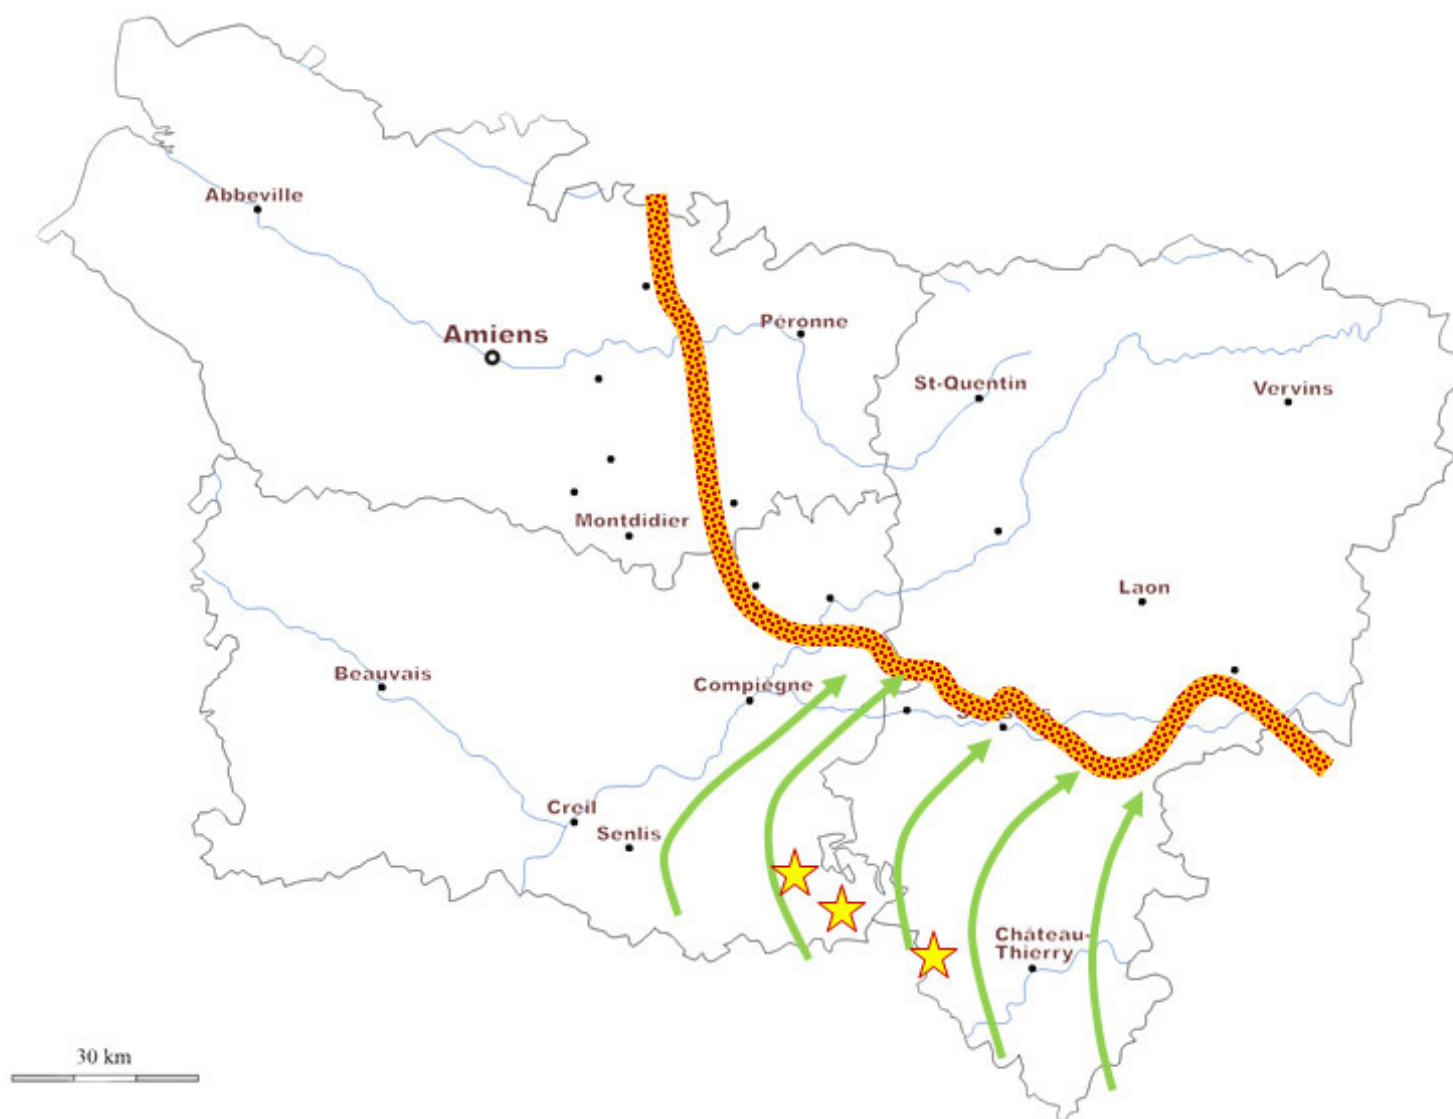 Abbeville
Amiens
Péronne
St-Quentin
Vervins
Montdidier
Laon
Beauvais
Compiègne
Creil
Senlis
Château-
Thierry
30 km